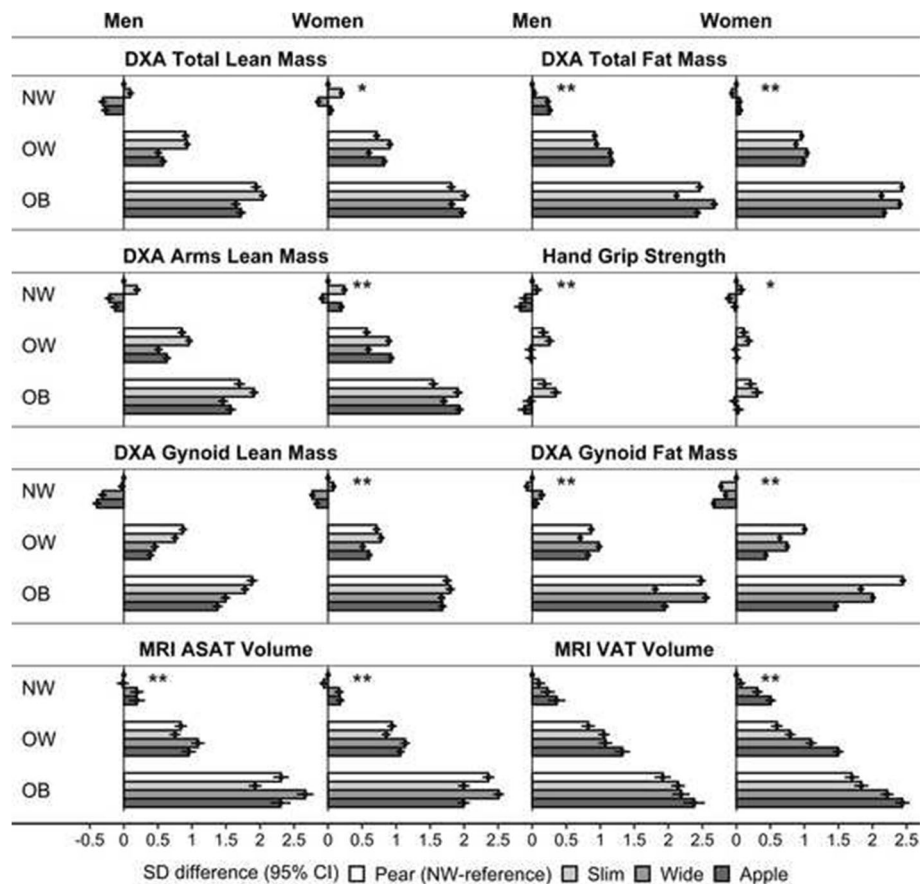 Men Women Men Women
DXA Total Lean Mass DXA Total Fat Mass
NW * ** **
OW
OB
DXA Arms Lean Mass Hand Grip Strength
NW ** ** *
OW
OB
DXA Gynoid Lean Mass DXA Gynoid Fat Mass
NW ** ** **
OW
OB
MRI ASAT Volume MRI VAT Volume
NW ** ** **
OW
OB
-0.5 0 0.5 1 1.5 2 0 0.5 1 1.5 2 0 0.5 1 1.5 2 2.5 0 0.5 1 1.5 2 2.5
SD difference (95% CI) Pear (NW-reference) Slim Wide Apple